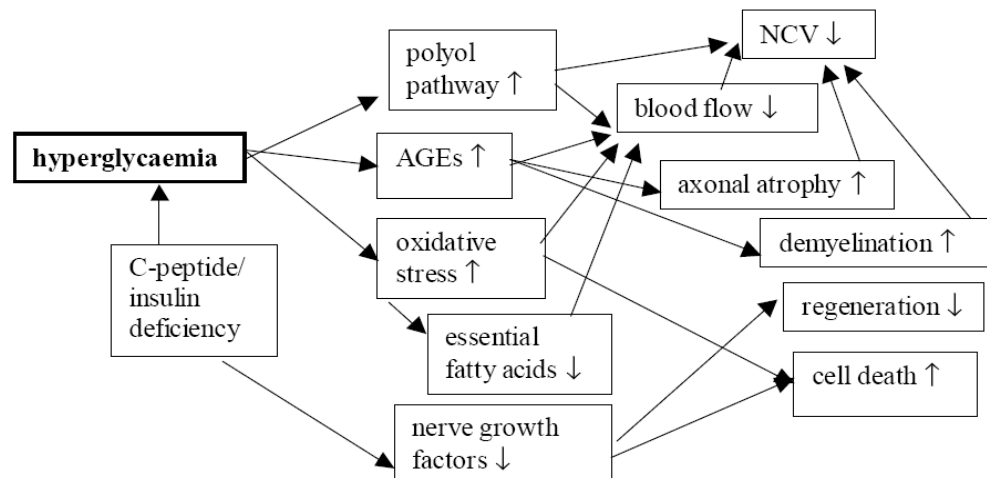 NCV ↓
polyol
pathway ↑
blood flow ↓
hyperglycaemia
AGEs ↑
axonal atrophy ↑
oxidative
stress ↑
demyelination ↑
C-peptide/
insulin
deficiency
regeneration ↓
essential
fatty acids ↓
cell death ↑
nerve growth
factors ↓